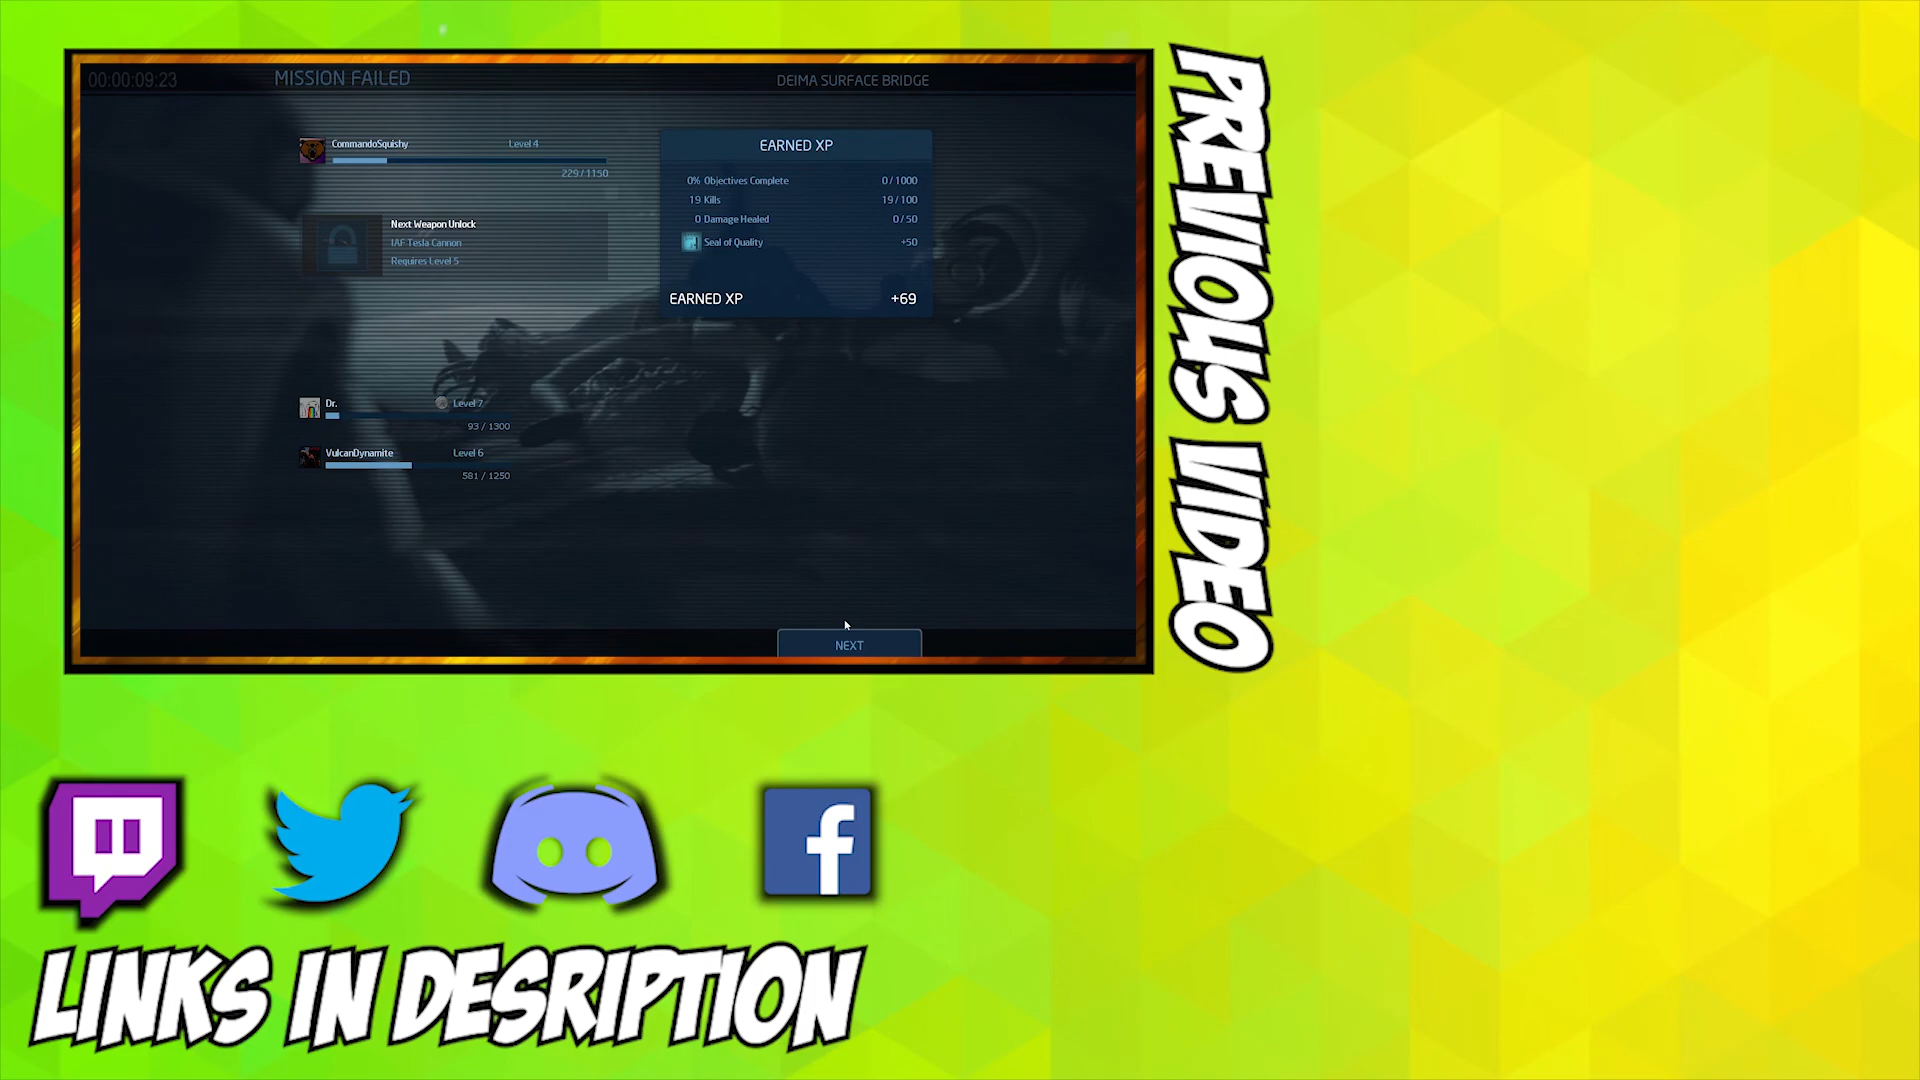 00:00:09:23
MISSION FAILED
DEIMA SURFACE BRIDGE
CommandoSquishy
Level 4
229 / 1150
Next Weapon Unlock
IAF Tesla Cannon
Requires Level 5
EARNED XP
0% Objectives Complete 0 / 1000
19 Kills 19 / 100
0 Damage Healed 0 / 50
Seal of Quality +50
EARNED XP +69
Dr.
Level 7
93 / 1300
VulcanDynamite
Level 6
581 / 1250
NEXT
PREVIOUS VIDEO
LINKS IN DESRIPTION